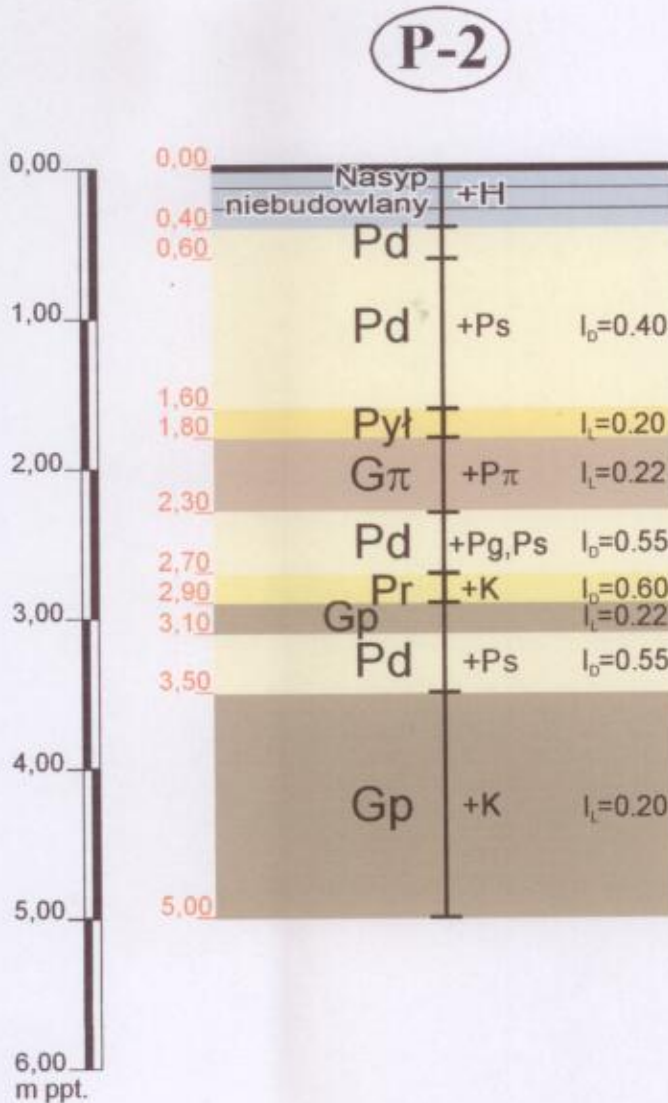 P-2
0,00 0,00
Nasyp
niebudowlany +H
0,40
0,60 Pd
1,00 Pd +Ps I_D=0.40
1,60
1,80 Pył I_L=0.20
2,00 Gπ +Pπ I_L=0.22
2,30
Pd +Pg,Ps I_D=0.55
2,70
2,90 Pr +K I_D=0.60
3,00 3,10 Gp I_L=0.22
Pd +Ps I_D=0.55
3,50
4,00 Gp +K I_L=0.20
5,00 5,00
6,00
m ppt.